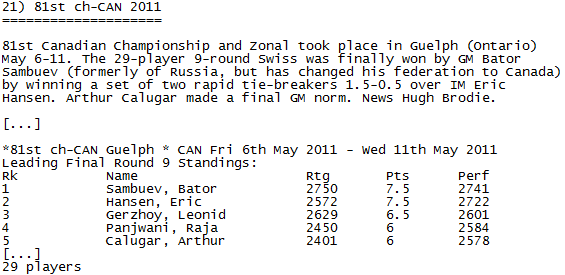 21) 81st ch-CAN 2011
====================
81st Canadian Championship and Zonal took place in Guelph (Ontario)
May 6-11. The 29-player 9-round Swiss was finally won by GM Bator
Sambuev (formerly of Russia, but has changed his federation to Canada)
by winning a set of two rapid tie-breakers 1.5-0.5 over IM Eric
Hansen. Arthur Calugar made a final GM norm. News Hugh Brodie.
[...]
*81st ch-CAN Guelph * CAN Fri 6th May 2011 - Wed 11th May 2011
Leading Final Round 9 Standings:
Rk Name Rtg Pts Perf
1 Sambuev, Bator 2750 7.5 2741
2 Hansen, Eric 2572 7.5 2722
3 Gerzhoy, Leonid 2629 6.5 2601
4 Panjwani, Raja 2450 6 2584
5 Calugar, Arthur 2401 6 2578
[...]
29 players